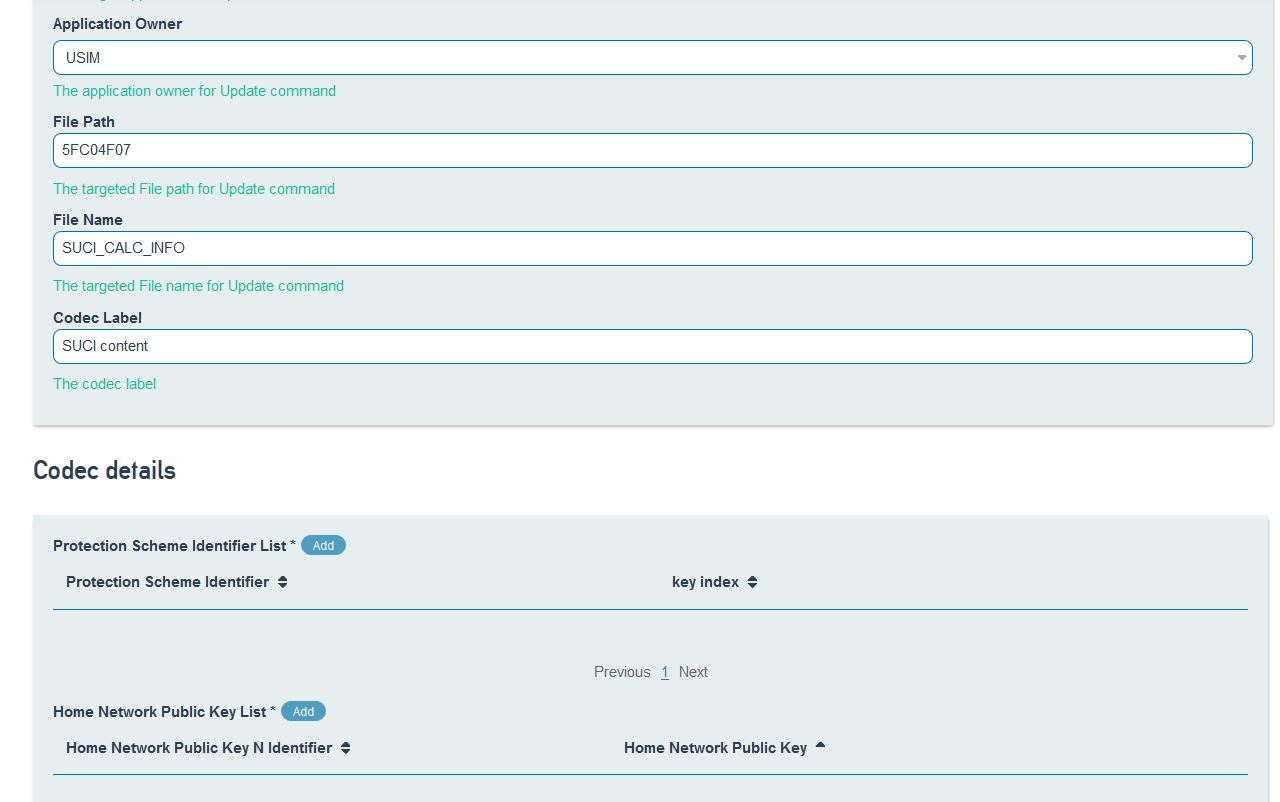 Application Owner
USIM
The application owner for Update command
File Path
5FC04F07
The targeted File path for Update command
File Name
SUCI_CALC_INFO
The targeted File name for Update command
Codec Label
SUCI content
The codec label
Codec details
Protection Scheme Identifier List * Add
Protection Scheme Identifier key index
Previous 1 Next
Home Network Public Key List * Add
Home Network Public Key N Identifier Home Network Public Key